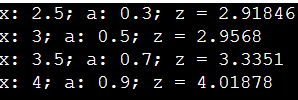 x: 2.5; a: 0.3; z = 2.91846
x: 3; a: 0.5; z = 2.9568
x: 3.5; a: 0.7; z = 3.3351
x: 4; a: 0.9; z = 4.01878